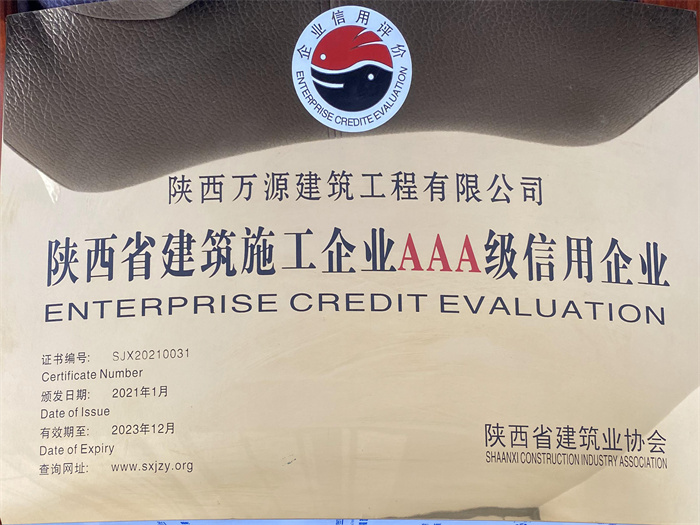 企业信用评价
ENTERPRISE CREDITE EVALUATION
陕西万源建筑工程有限公司
陕西省建筑施工企业AAA级信用企业
ENTERPRISE CREDIT EVALUATION
证书编号: SJX20210031
Certificate Number
颁发日期: 2021年1月
Date of Issue
有效期至: 2023年12月
Date of Expiry
查询网址: www.sxjzy.org
陕西省建筑业协会
SHAANXI CONSTRUCTION INDUSTRY ASSOCIATION